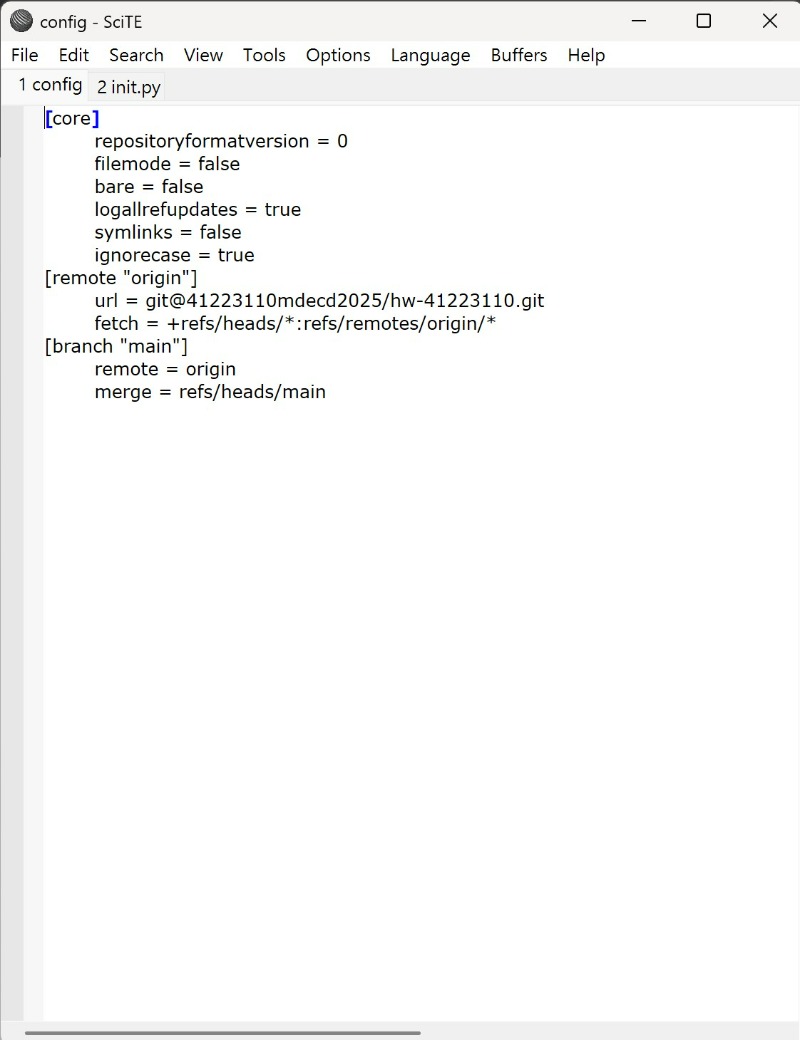 config - SciTE
File Edit Search View Tools Options Language Buffers Help
1 config 2 init.py
[core]
repositoryformatversion = 0
filemode = false
bare = false
logallrefupdates = true
symlinks = false
ignorecase = true
[remote "origin"]
url = git@41223110mdecd2025/hw-41223110.git
fetch = +refs/heads/*:refs/remotes/origin/*
[branch "main"]
remote = origin
merge = refs/heads/main